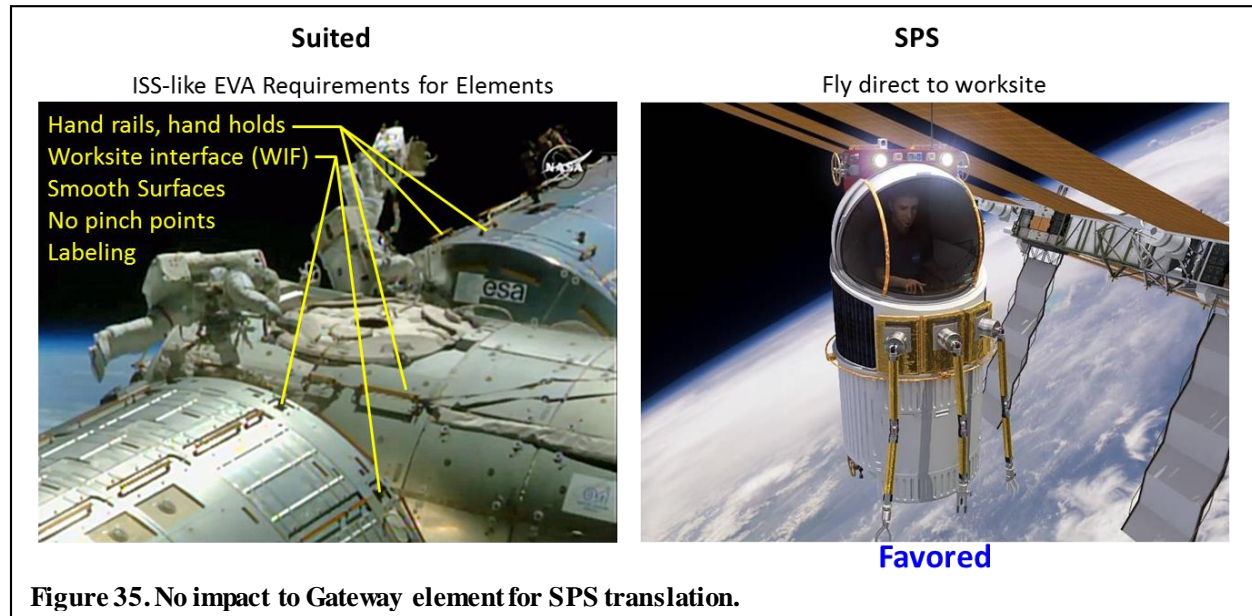 Suited
ISS-like EVA Requirements for Elements
Hand rails, hand holds
Worksite interface (WIF)
Smooth Surfaces
No pinch points
Labeling
NASA
esa
SPS
Fly direct to worksite
Favored
Figure 35. No impact to Gateway element for SPS translation.